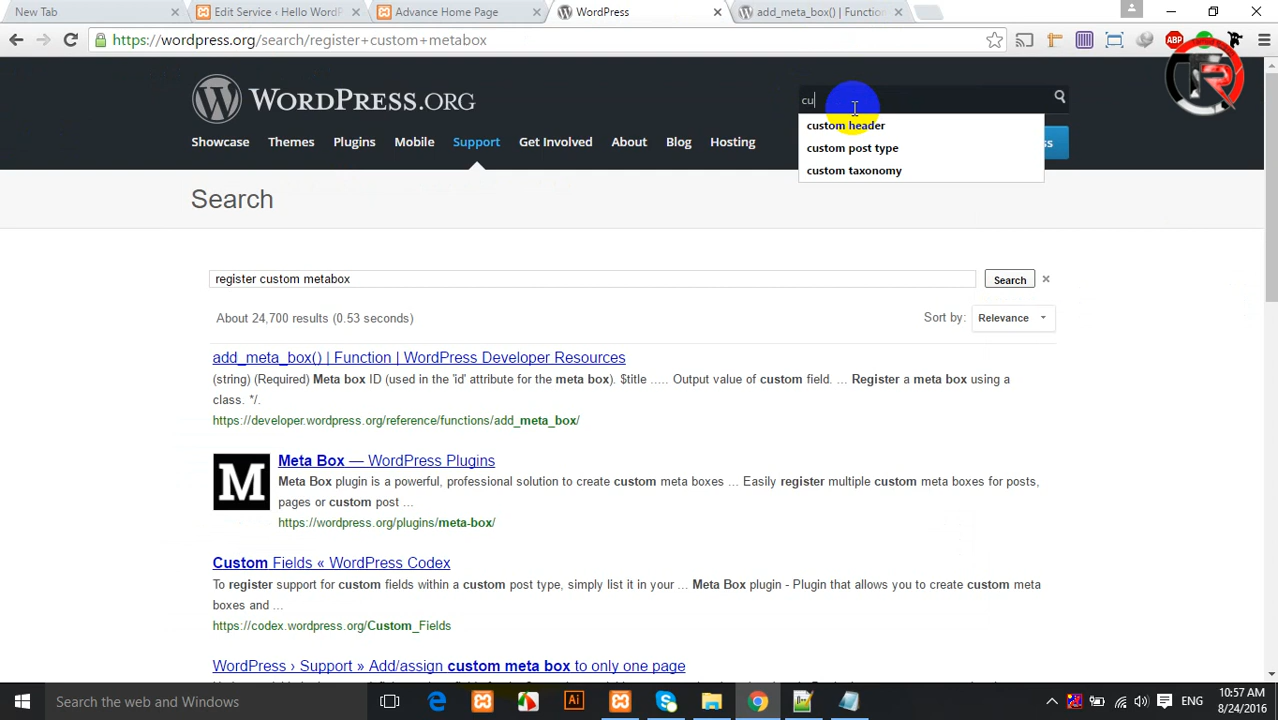 New Tab
Edit Service ‹ Hello WordP
Advance Home Page
WordPress
add_meta_box() | Function
https://wordpress.org/search/register+custom+metabox
ABP
R
WORDPRESS.ORG
cu
custom header
custom post type
custom taxonomy
Showcase
Themes
Plugins
Mobile
Support
Get Involved
About
Blog
Hosting
ss
Search
register custom metabox
Search
About 24,700 results (0.53 seconds)
Sort by:
Relevance
add_meta_box() | Function | WordPress Developer Resources
(string) (Required) Meta box ID (used in the 'id' attribute for the meta box). $title ..... Output value of custom field. ... Register a meta box using a
class. */.
https://developer.wordpress.org/reference/functions/add_meta_box/
M
Meta Box — WordPress Plugins
Meta Box plugin is a powerful, professional solution to create custom meta boxes ... Easily register multiple custom meta boxes for posts,
pages or custom post ...
https://wordpress.org/plugins/meta-box/
Custom Fields « WordPress Codex
To register support for custom fields within a custom post type, simply list it in your ... Meta Box plugin - Plugin that allows you to create custom meta
boxes and ...
https://codex.wordpress.org/Custom_Fields
WordPress › Support » Add/assign custom meta box to only one page
Search the web and Windows
Ai
ENG
10:57 AM
8/24/2016